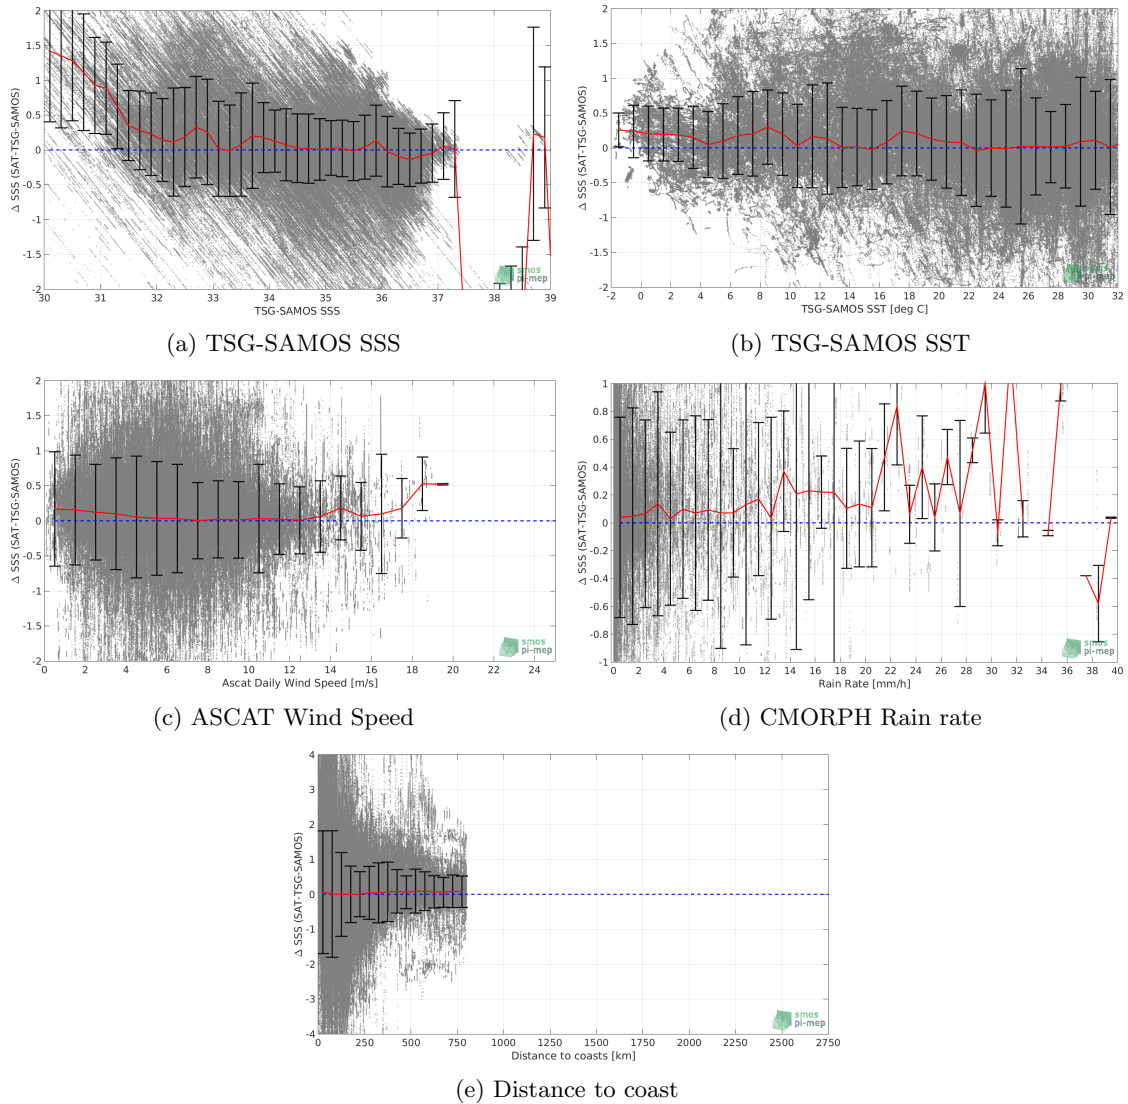 2
1.5
1
0.5
0
-0.5
-1
-1.5
-2
Δ SSS (SAT-TSG-SAMOS)
30 31 32 33 34 35 36 37 38 39
TSG-SAMOS SSS
smos
pi-mep
(a) TSG-SAMOS SSS
2
1.5
1
0.5
0
-0.5
-1
-1.5
-2
Δ SSS (SAT-TSG-SAMOS)
-2 0 2 4 6 8 10 12 14 16 18 20 22 24 26 28 30 32
TSG-SAMOS SST [deg C]
smos
pi-mep
(b) TSG-SAMOS SST
2
1.5
1
0.5
0
-0.5
-1
-1.5
-2
Δ SSS (SAT-TSG-SAMOS)
0 2 4 6 8 10 12 14 16 18 20 22 24
Ascat Daily Wind Speed [m/s]
smos
pi-mep
(c) ASCAT Wind Speed
1
0.8
0.6
0.4
0.2
0
-0.2
-0.4
-0.6
-0.8
-1
Δ SSS (SAT-TSG-SAMOS)
0 2 4 6 8 10 12 14 16 18 20 22 24 26 28 30 32 34 36 38 40
Rain Rate [mm/h]
smos
pi-mep
(d) CMORPH Rain rate
4
3
2
1
0
-1
-2
-3
-4
Δ SSS (SAT-TSG-SAMOS)
0 250 500 750 1000 1250 1500 1750 2000 2250 2500 2750
Distance to coasts [km]
smos
pi-mep
(e) Distance to coast